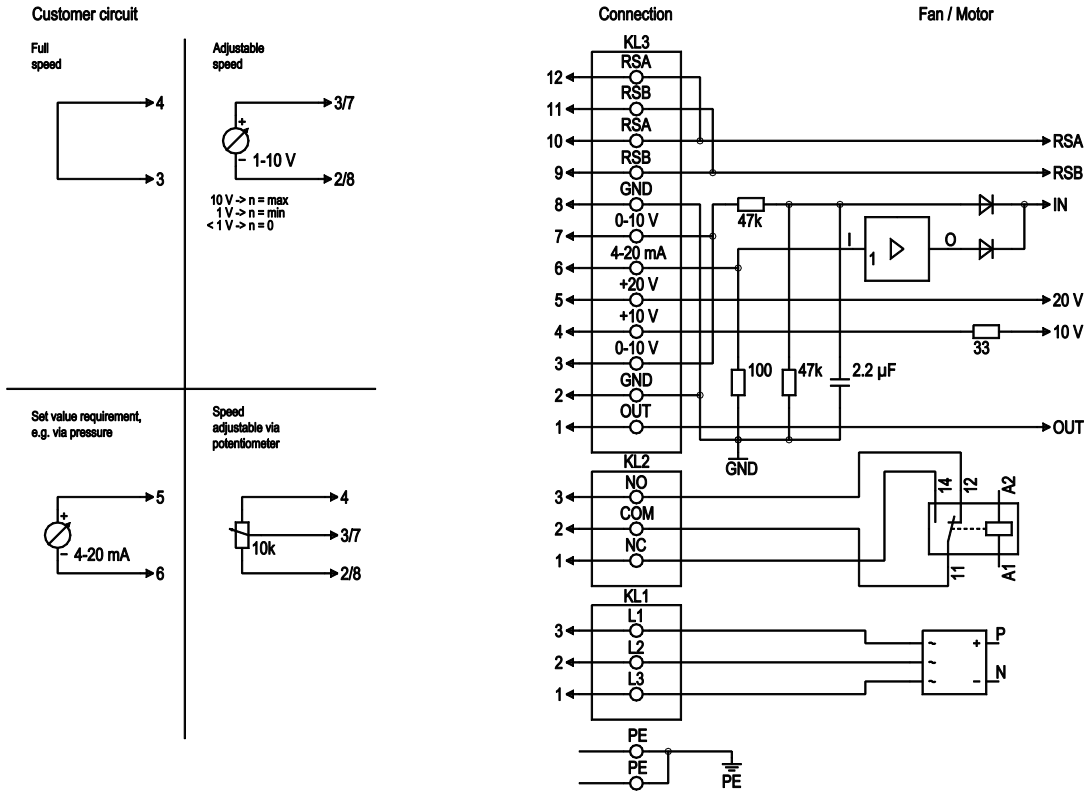 Customer circuit
Connection
Fan / Motor
Full
speed
4
3
Adjustable
speed
+
3/7
1-10 V
−
2/8
10 V -> n = max
1 V -> n = min
< 1 V -> n = 0
Set value requirement,
e.g. via pressure
5
+
4-20 mA
−
6
Speed
adjustable via
potentiometer
4
3/7
10k
2/8
KL3
RSA
12
RSB
11
RSA
10
RSA
RSB
9
RSB
GND
8
IN
47k
0-10 V
7
I
O
1
4-20 mA
6
+20 V
5
20 V
+10 V
4
10 V
33
0-10 V
3
100
47k
2.2 µF
GND
2
OUT
1
OUT
GND
KL2
NO
3
COM
2
NC
1
14
12
A2
11
A1
KL1
L1
3
L2
2
L3
1
~
~
~
+
−
P
N
PE
PE
PE